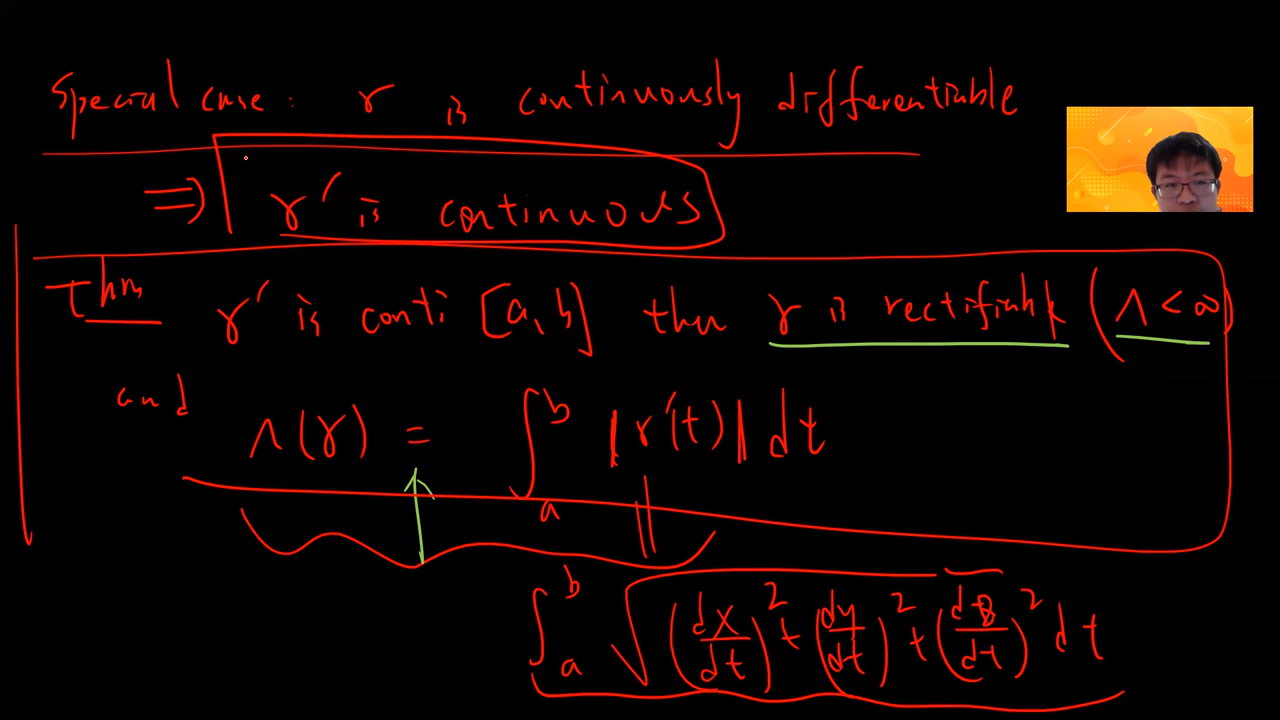 Special case: γ is continuously differentiable
⇒ γ' is continuous
Thm γ' is conti [a, b] then γ is rectifiable (Λ < ∞)
and
Λ(γ) = ∫_a^b |γ'(t)| dt
∫_a^b √((dx/dt)^2 + (dy/dt)^2 + (dz/dt)^2) dt